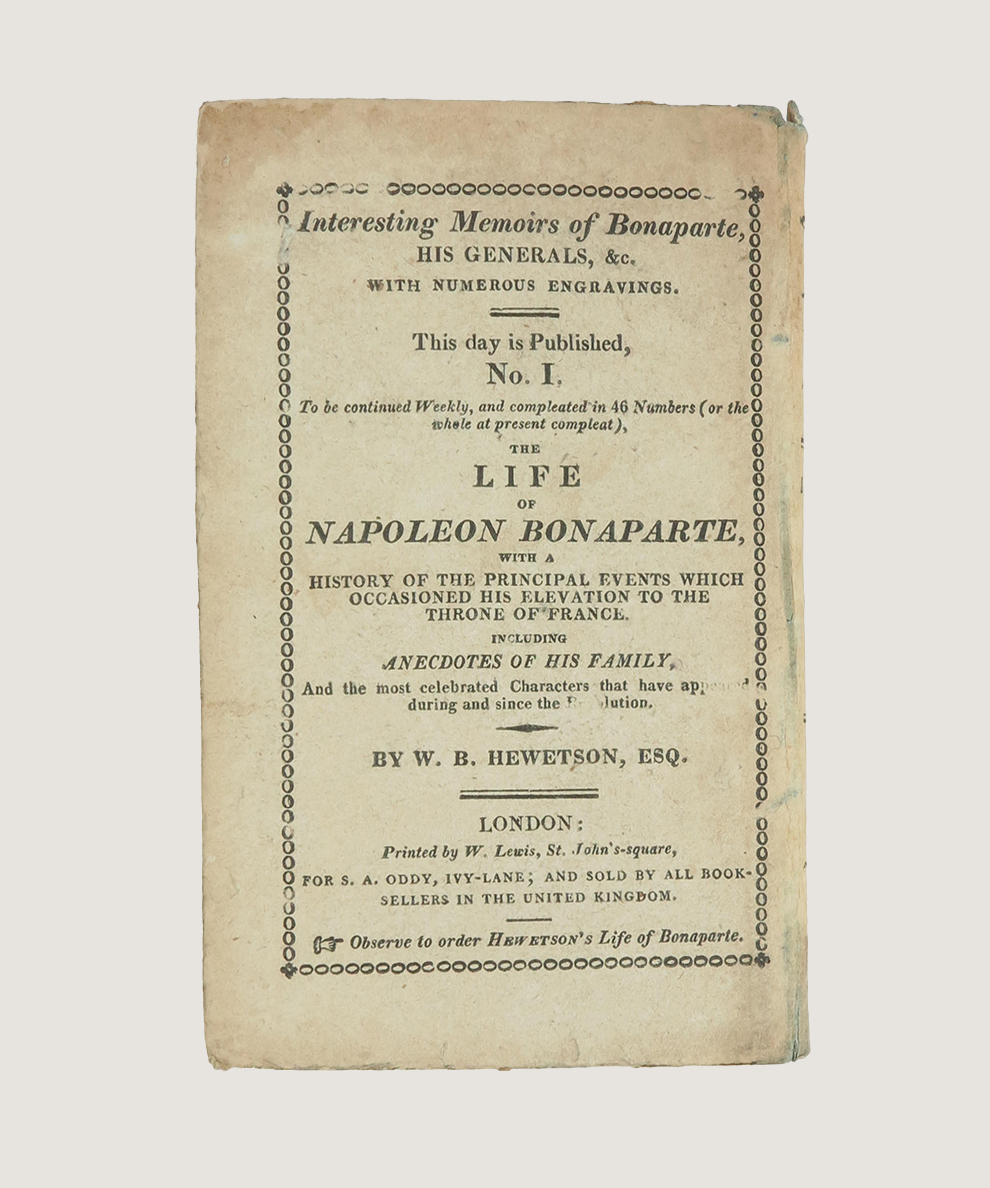 Interesting Memoirs of Bonaparte,
HIS GENERALS, &c.
WITH NUMEROUS ENGRAVINGS.
This day is Published,
No. I.
To be continued Weekly, and compleated in 46 Numbers (or the
whole at present compleat),
THE
LIFE
OF
NAPOLEON BONAPARTE,
WITH A
HISTORY OF THE PRINCIPAL EVENTS WHICH
OCCASIONED HIS ELEVATION TO THE
THRONE OF FRANCE.
INCLUDING
ANECDOTES OF HIS FAMILY,
And the most celebrated Characters that have
during and since the
BY W. B. HEWETSON, ESQ.
LONDON:
Printed by W. Lewis, St. John's-square,
FOR S. A. ODDY, IVY-LANE; AND SOLD BY ALL BOOK-
SELLERS IN THE UNITED KINGDOM.
☞ Observe to order HEWETSON's Life of Bonaparte.